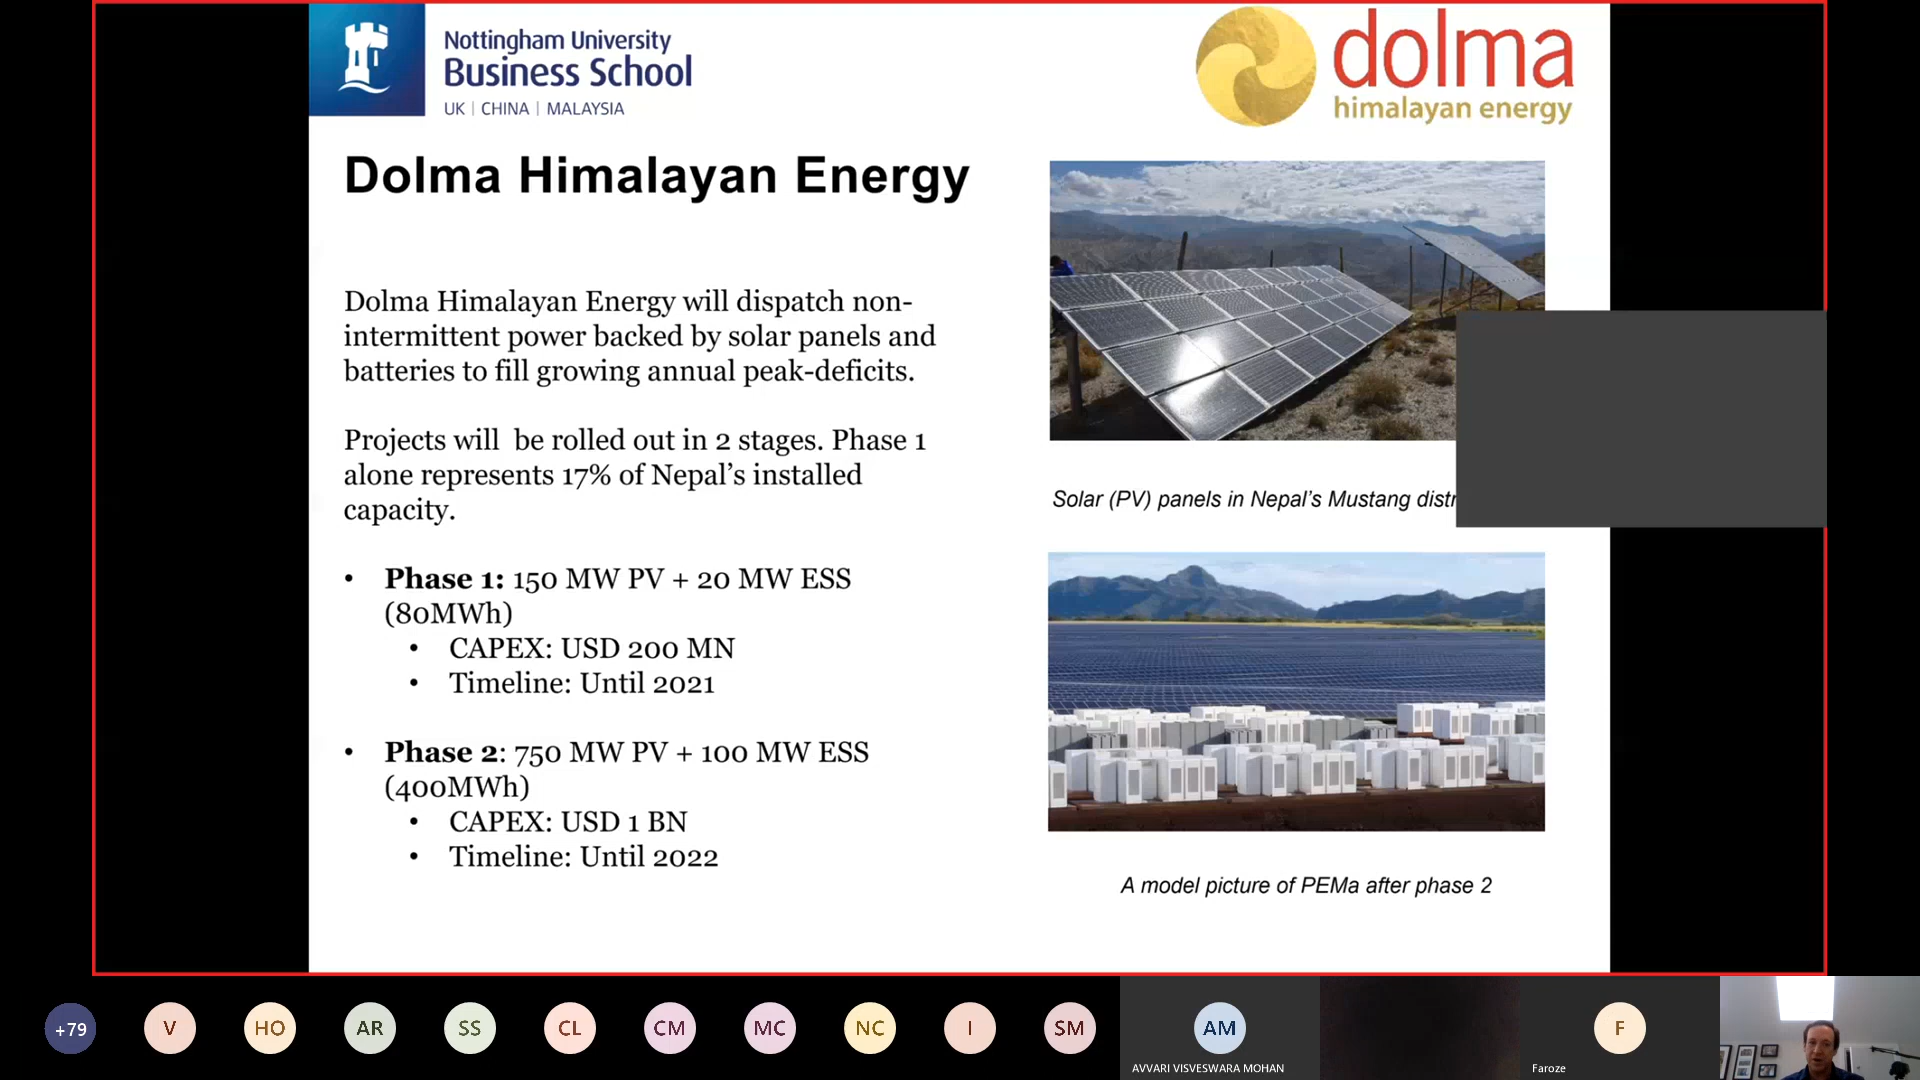 Nottingham University
Business School
UK | CHINA | MALAYSIA
dolma
himalayan energy
Dolma Himalayan Energy
Dolma Himalayan Energy will dispatch non-
intermittent power backed by solar panels and
batteries to fill growing annual peak-deficits.
Projects will  be rolled out in 2 stages. Phase 1
alone represents 17% of Nepal’s installed
capacity.
• Phase 1: 150 MW PV + 20 MW ESS
(80MWh)
• CAPEX: USD 200 MN
• Timeline: Until 2021
• Phase 2: 750 MW PV + 100 MW ESS
(400MWh)
• CAPEX: USD 1 BN
• Timeline: Until 2022
Solar (PV) panels in Nepal’s Mustang distr
A model picture of PEMa after phase 2
+79
V
HO
AR
SS
CL
CM
MC
NC
I
SM
AM
AVVARI VISVESWARA MOHAN
F
Faroze